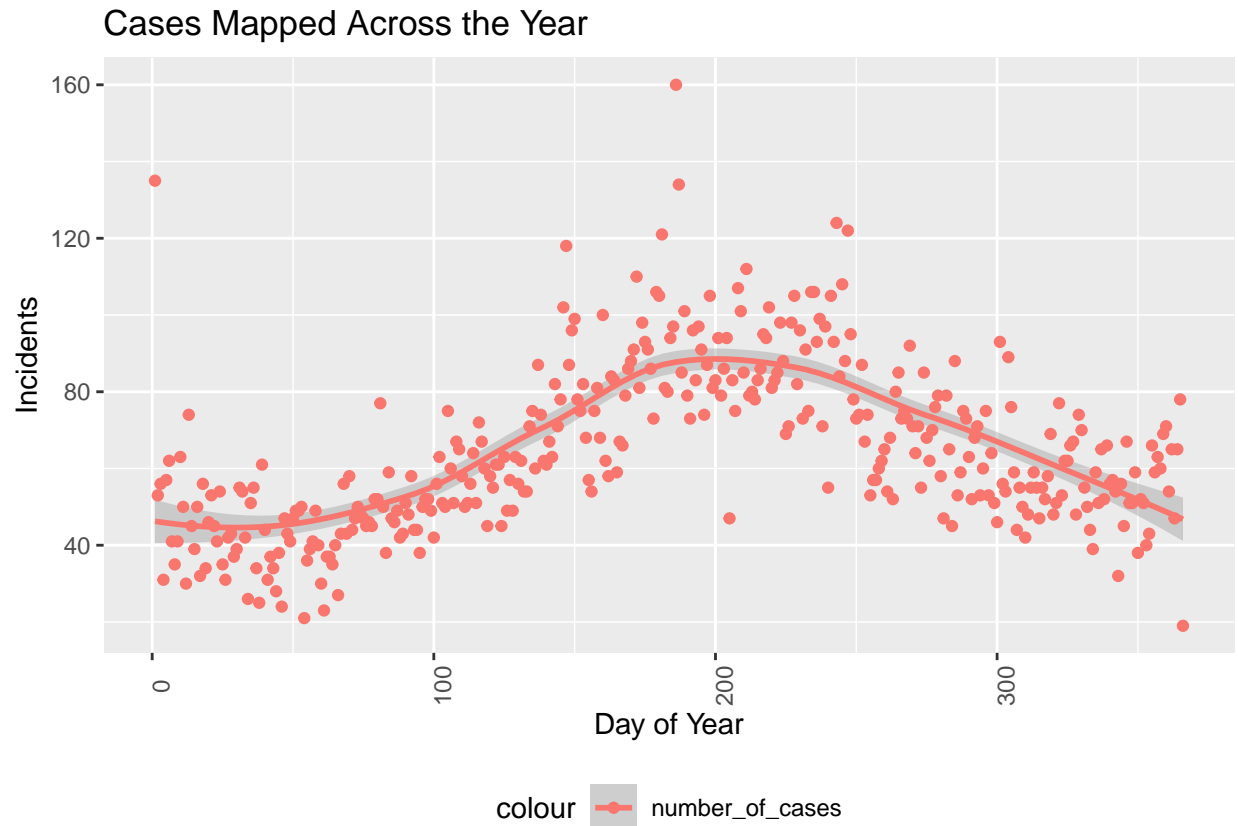 Cases Mapped Across the Year
160
120
80
40
Incidents
0
100
200
300
Day of Year
colour
number_of_cases